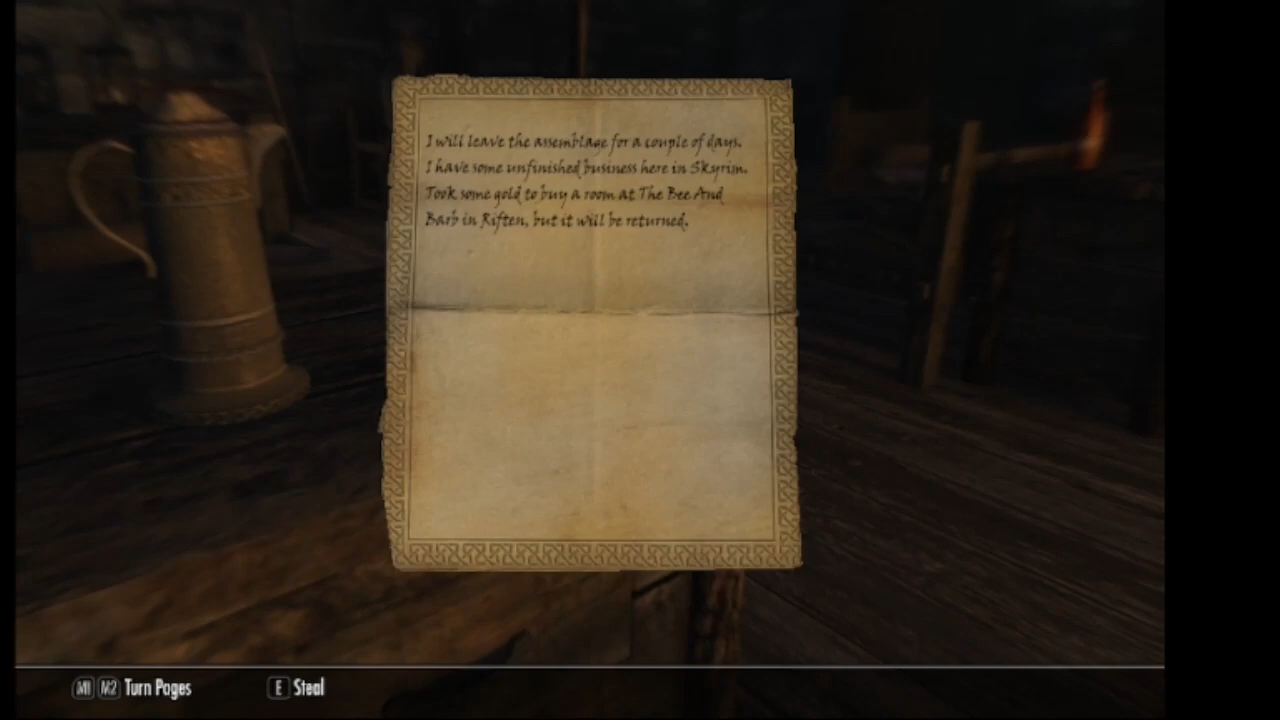 I will leave the assemblage for a couple of days.
I have some unfinished business here in Skyrim.
Took some gold to buy a room at The Bee And
Barb in Riften, but it will be returned.
M1 M2 Turn Pages
E Steal